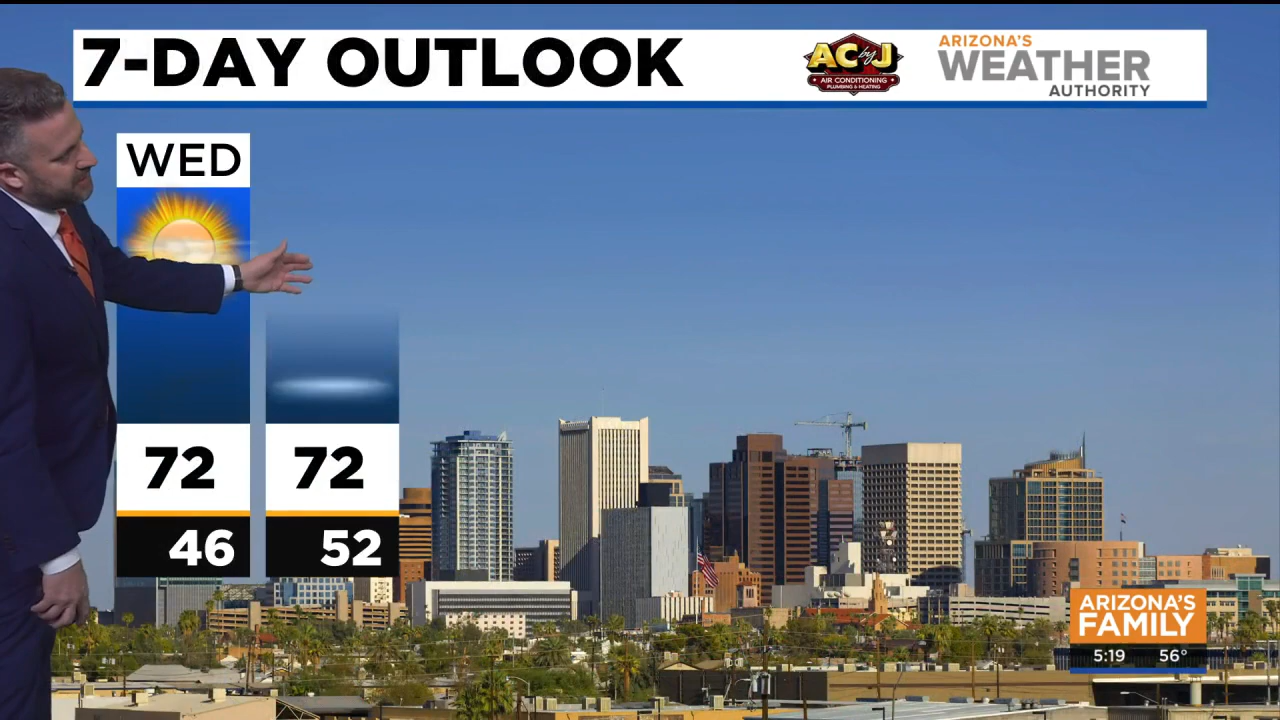 7-DAY OUTLOOK
AC by J
AIR CONDITIONING
PLUMBING & HEATING
ARIZONA'S
WEATHER
AUTHORITY
WED
72
46
72
52
ARIZONA'S
FAMILY
5:19 56°